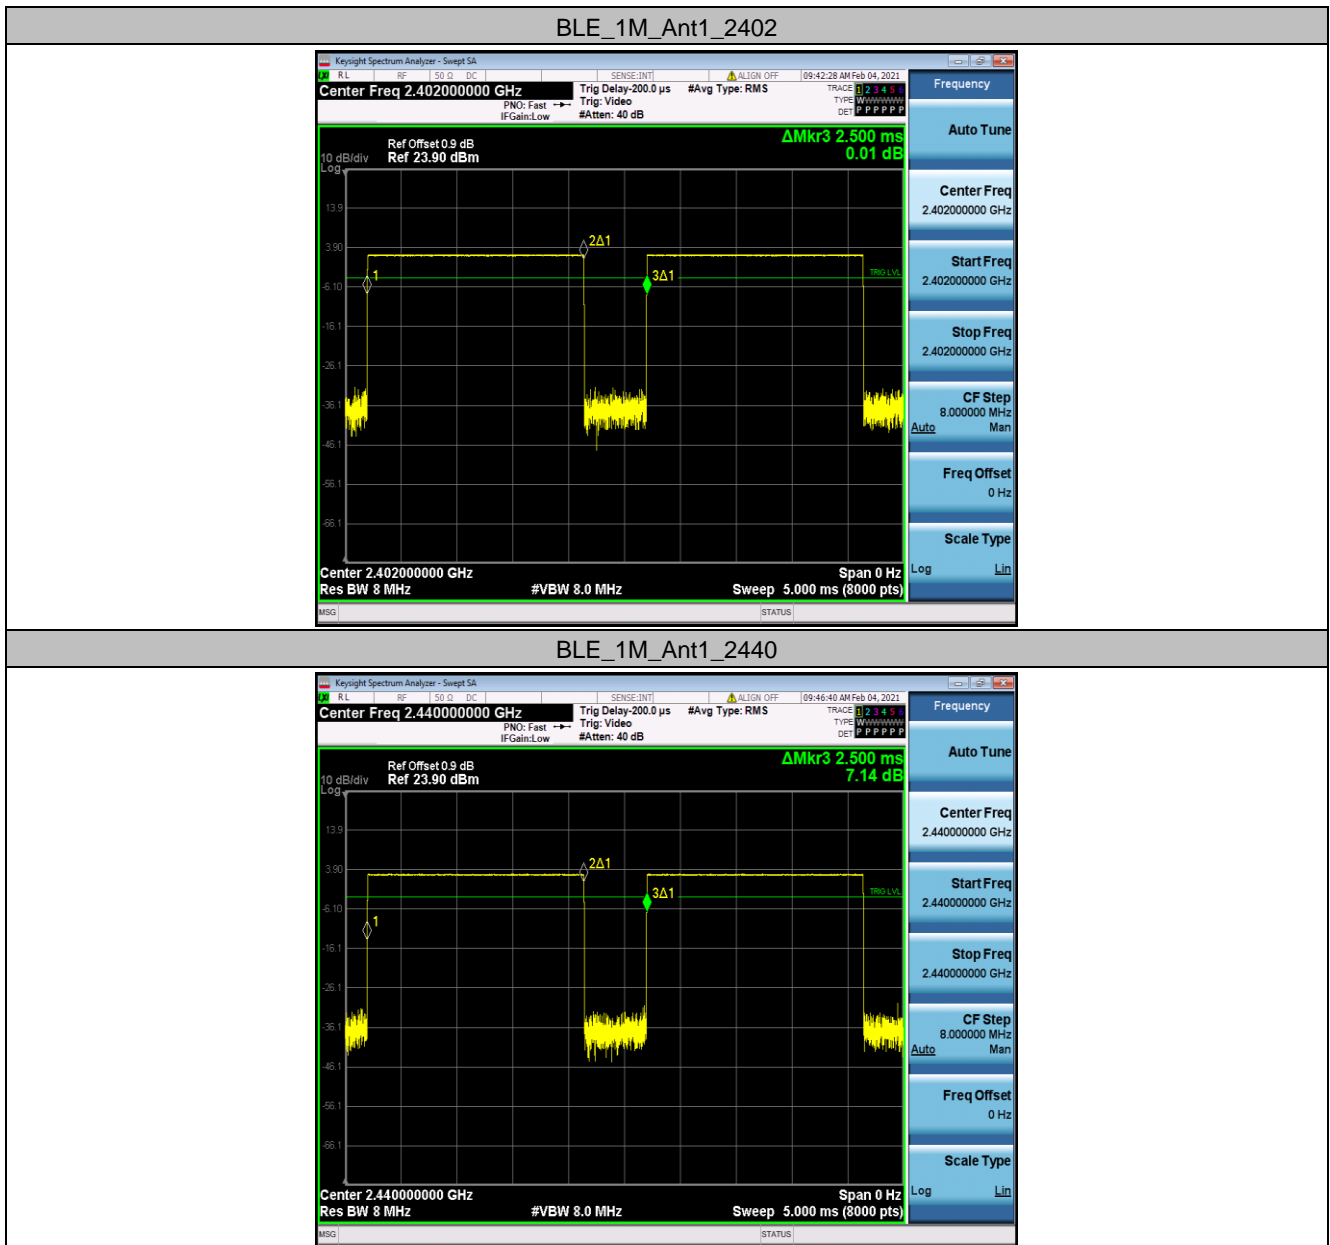 BLE_1M_Ant1_2402
Keysight Spectrum Analyzer - Swept SA
RL RF 50 Ω DC SENSE:INT ALIGN OFF 09:42:28 AM Feb 04, 2021
Center Freq 2.402000000 GHz
PNO: Fast
IFGain:Low
Trig Delay-200.0 µs
Trig: Video
#Atten: 40 dB
#Avg Type: RMS
TRACE 1 2 3 4 5 6
TYPE WWWWWW
DET P P P P P P
Frequency
ΔMkr3 2.500 ms
0.01 dB
Ref Offset 0.9 dB
10 dB/div Ref 23.90 dBm
Log
13.9
3.90
-6.10
-16.1
-26.1
-36.1
-46.1
-56.1
-66.1
1
2Δ1
3Δ1
TRIG LVL
Center 2.402000000 GHz Span 0 Hz
Res BW 8 MHz #VBW 8.0 MHz Sweep 5.000 ms (8000 pts)
Auto Tune
Center Freq
2.402000000 GHz
Start Freq
2.402000000 GHz
Stop Freq
2.402000000 GHz
CF Step
8.000000 MHz
Auto Man
Freq Offset
0 Hz
Scale Type
Log Lin
MSG STATUS
BLE_1M_Ant1_2440
Keysight Spectrum Analyzer - Swept SA
RL RF 50 Ω DC SENSE:INT ALIGN OFF 09:46:40 AM Feb 04, 2021
Center Freq 2.440000000 GHz
PNO: Fast
IFGain:Low
Trig Delay-200.0 µs
Trig: Video
#Atten: 40 dB
#Avg Type: RMS
TRACE 1 2 3 4 5 6
TYPE WWWWWW
DET P P P P P P
Frequency
ΔMkr3 2.500 ms
7.14 dB
Ref Offset 0.9 dB
10 dB/div Ref 23.90 dBm
Log
13.9
3.90
-6.10
-16.1
-26.1
-36.1
-46.1
-56.1
-66.1
1
2Δ1
3Δ1
TRIG LVL
Center 2.440000000 GHz Span 0 Hz
Res BW 8 MHz #VBW 8.0 MHz Sweep 5.000 ms (8000 pts)
Auto Tune
Center Freq
2.440000000 GHz
Start Freq
2.440000000 GHz
Stop Freq
2.440000000 GHz
CF Step
8.000000 MHz
Auto Man
Freq Offset
0 Hz
Scale Type
Log Lin
MSG STATUS